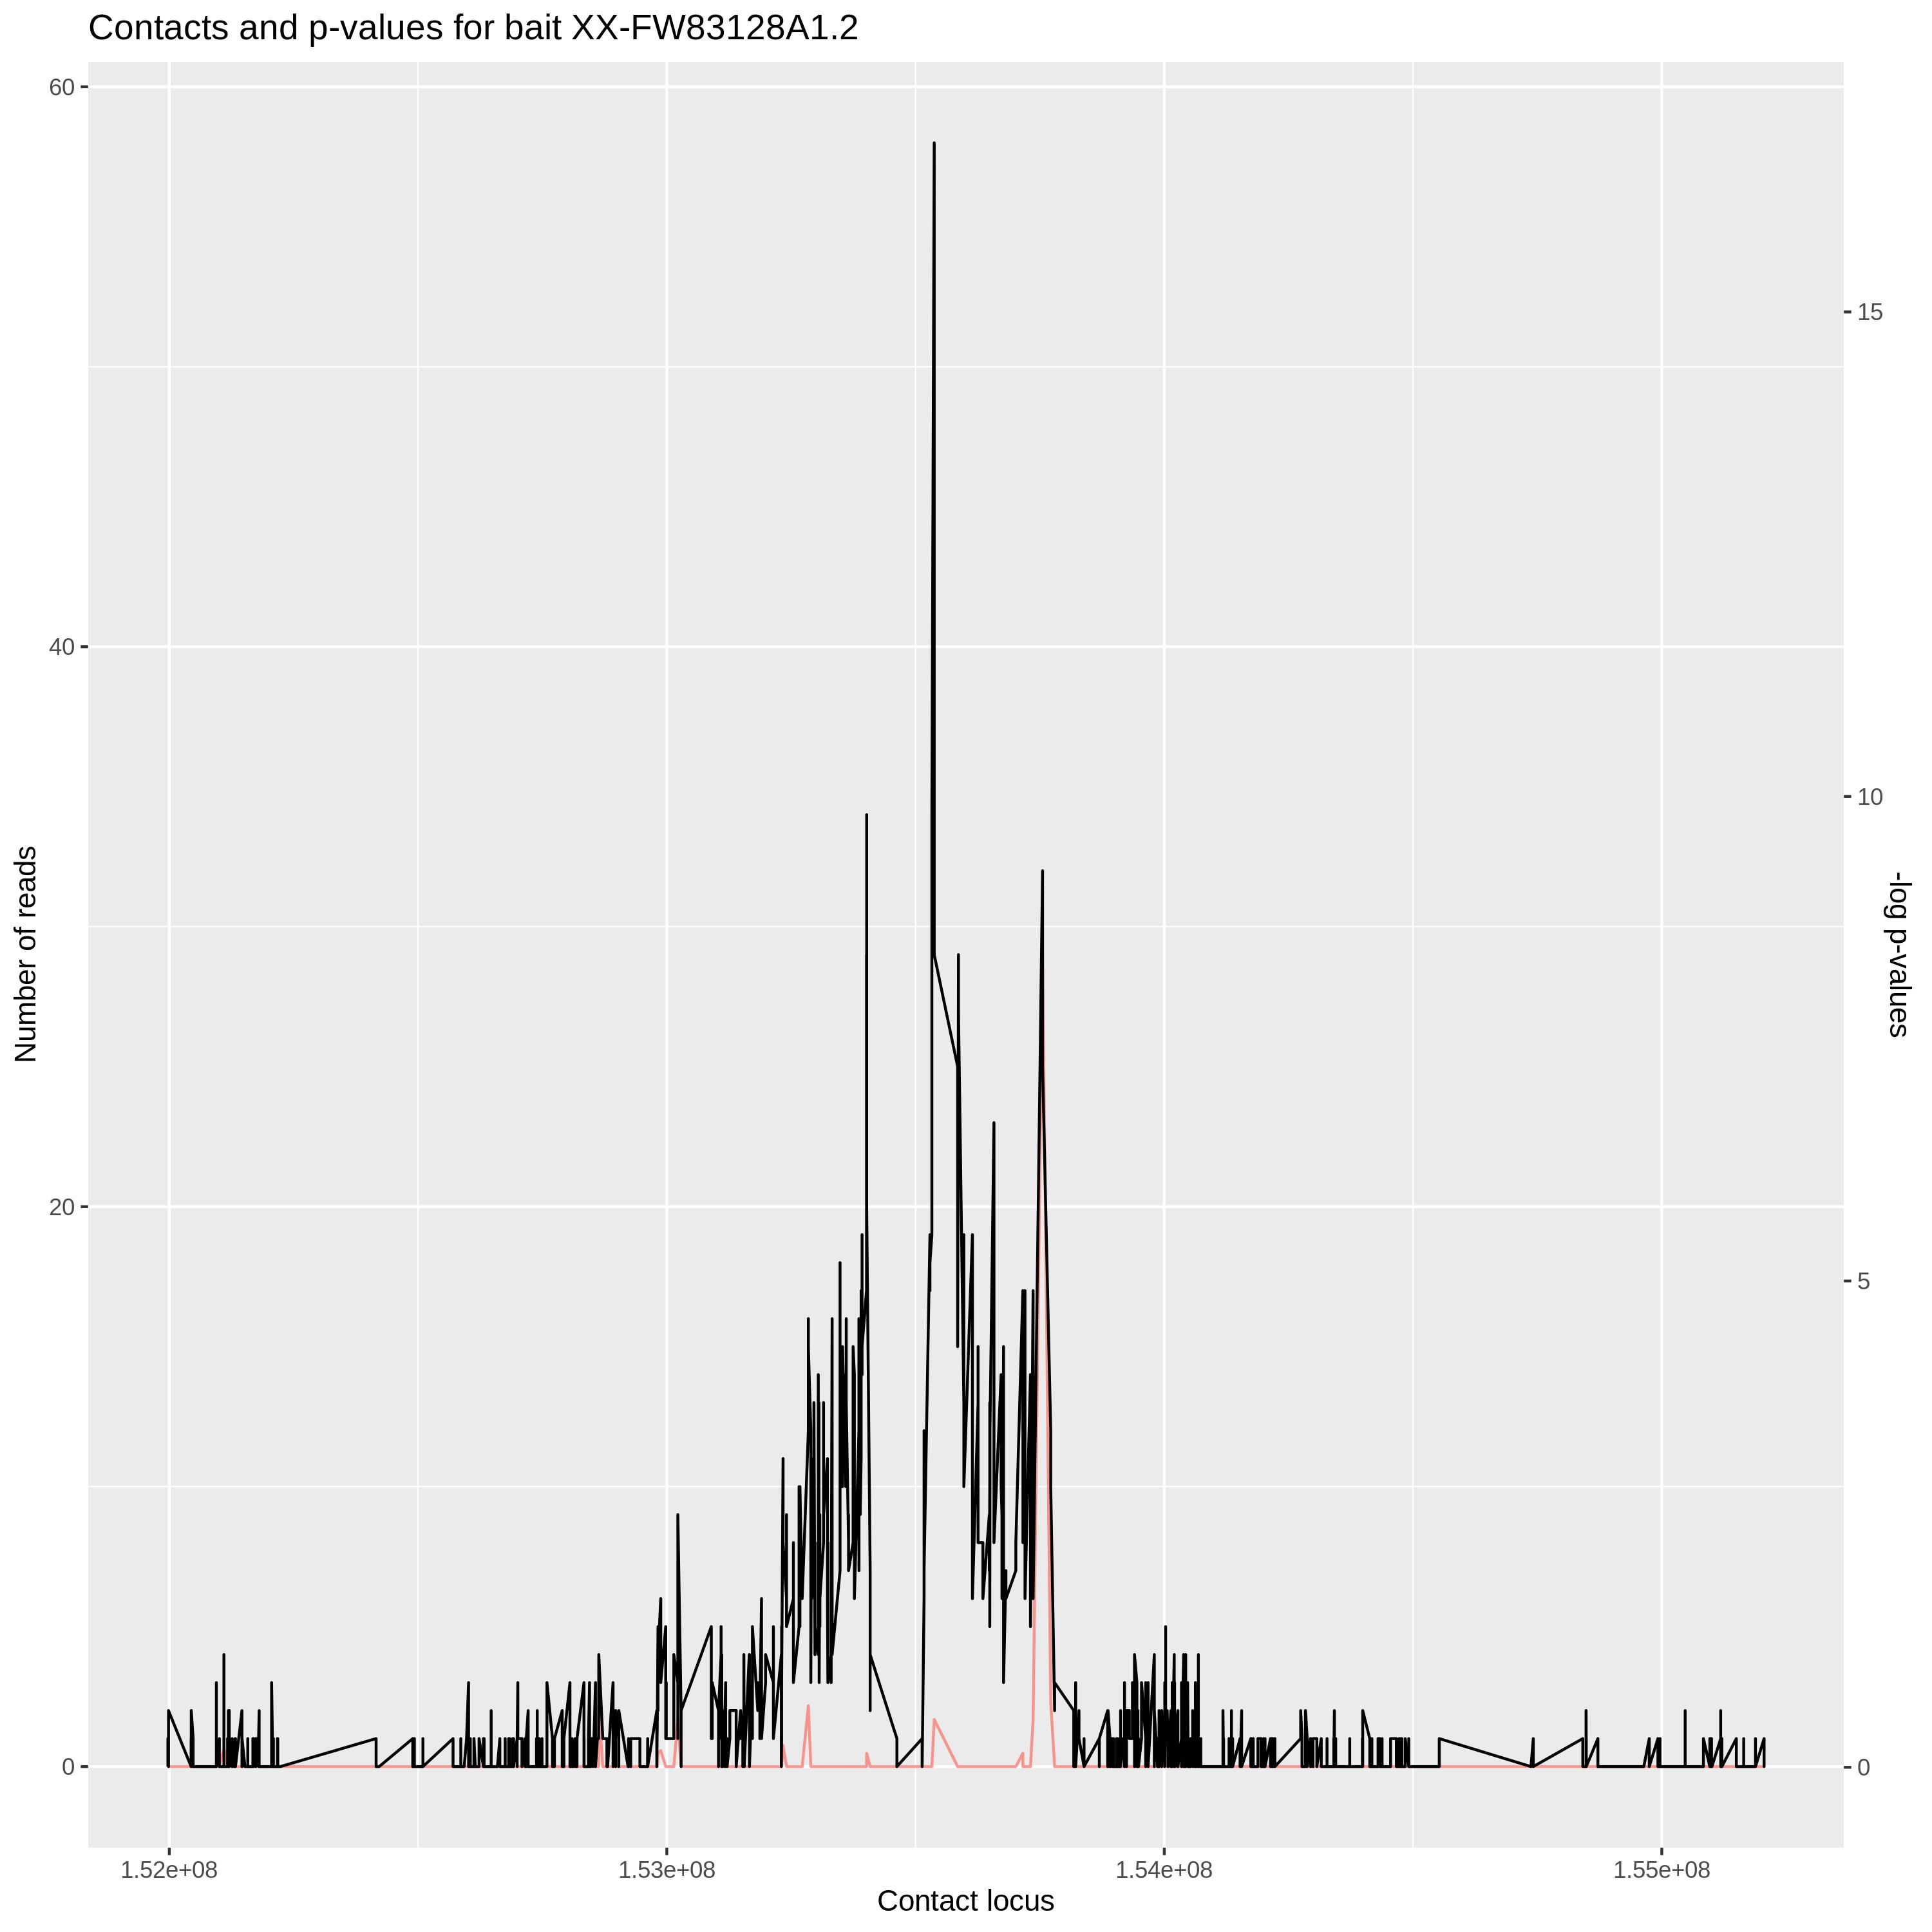 Contacts and p-values for bait XX-FW83128A1.2
60
40
20
0
Number of reads
15
10
5
0
-log p-values
1.52e+08 1.53e+08 1.54e+08 1.55e+08
Contact locus